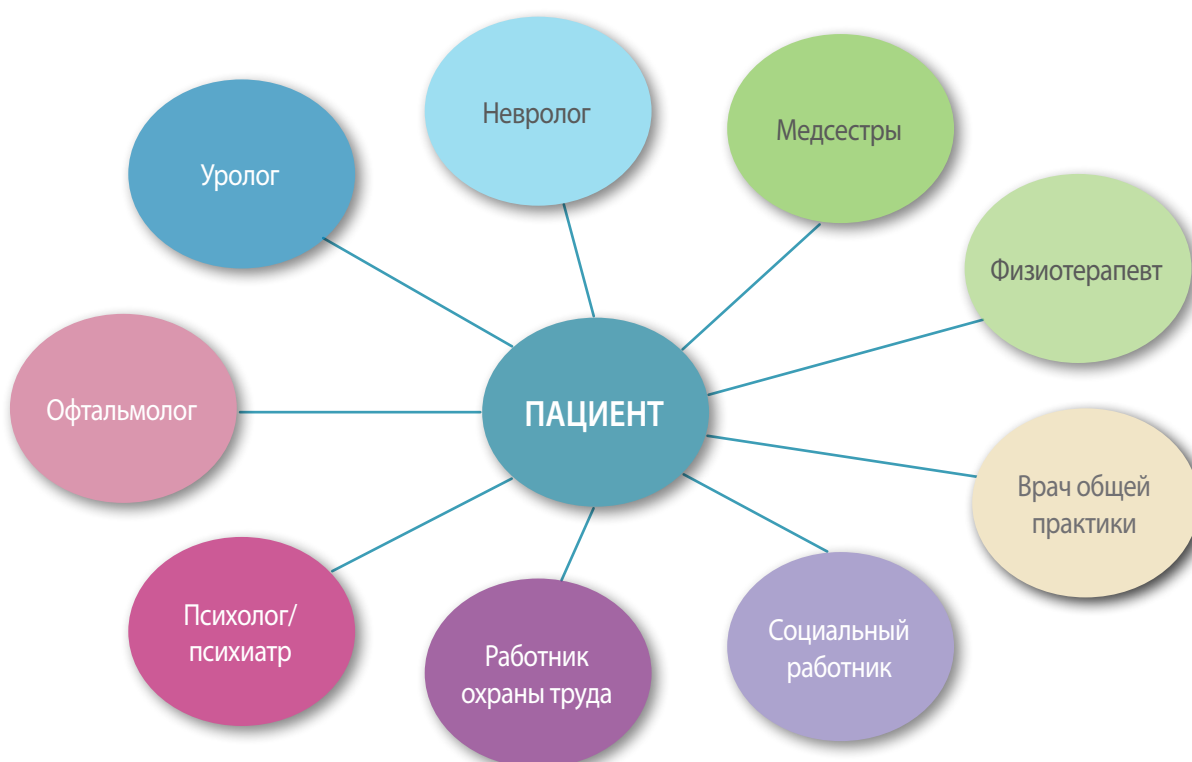 Невролог
Медсестры
Уролог
Физиотерапевт
Офтальмолог
ПАЦИЕНТ
Врач общей
практики
Психолог/
психиатр
Социальный
работник
Работник
охраны труда